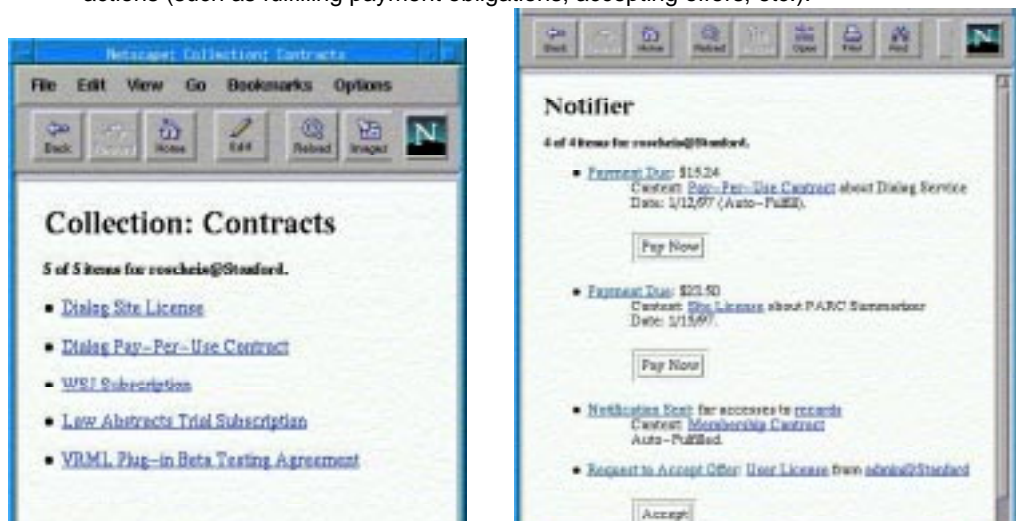 actions (such as fulfilling payment obligations, accepting offers, etc.).
Netscape: Collection: Contracts
File Edit View Go Bookmarks Options
Back Home Edit Reload Images
N
Collection: Contracts
5 of 5 items for roscheis@Stanford.
Dialog Site License
Dialog Pay-Per-Use Contract
WSJ Subscription
Law Abstracts Trial Subscription
VRML Plug-in Beta Testing Agreement
Back Home Reload Open Print Find
N
Notifier
4 of 4 items for roscheis@Stanford.
Payment Due: $15.24
Context: Pay-Per-Use Contract about Dialog Service
Date: 1/12/97 (Auto-Fulfill).
Pay Now
Payment Due: $23.50
Context: Site License about PARC Summarizer
Date: 1/15/97.
Pay Now
Notification Sent: for accesses to records
Context: Membership Contract
Auto-Fulfilled.
Request to Accept Offer: User License from admin@Stanford
Accept